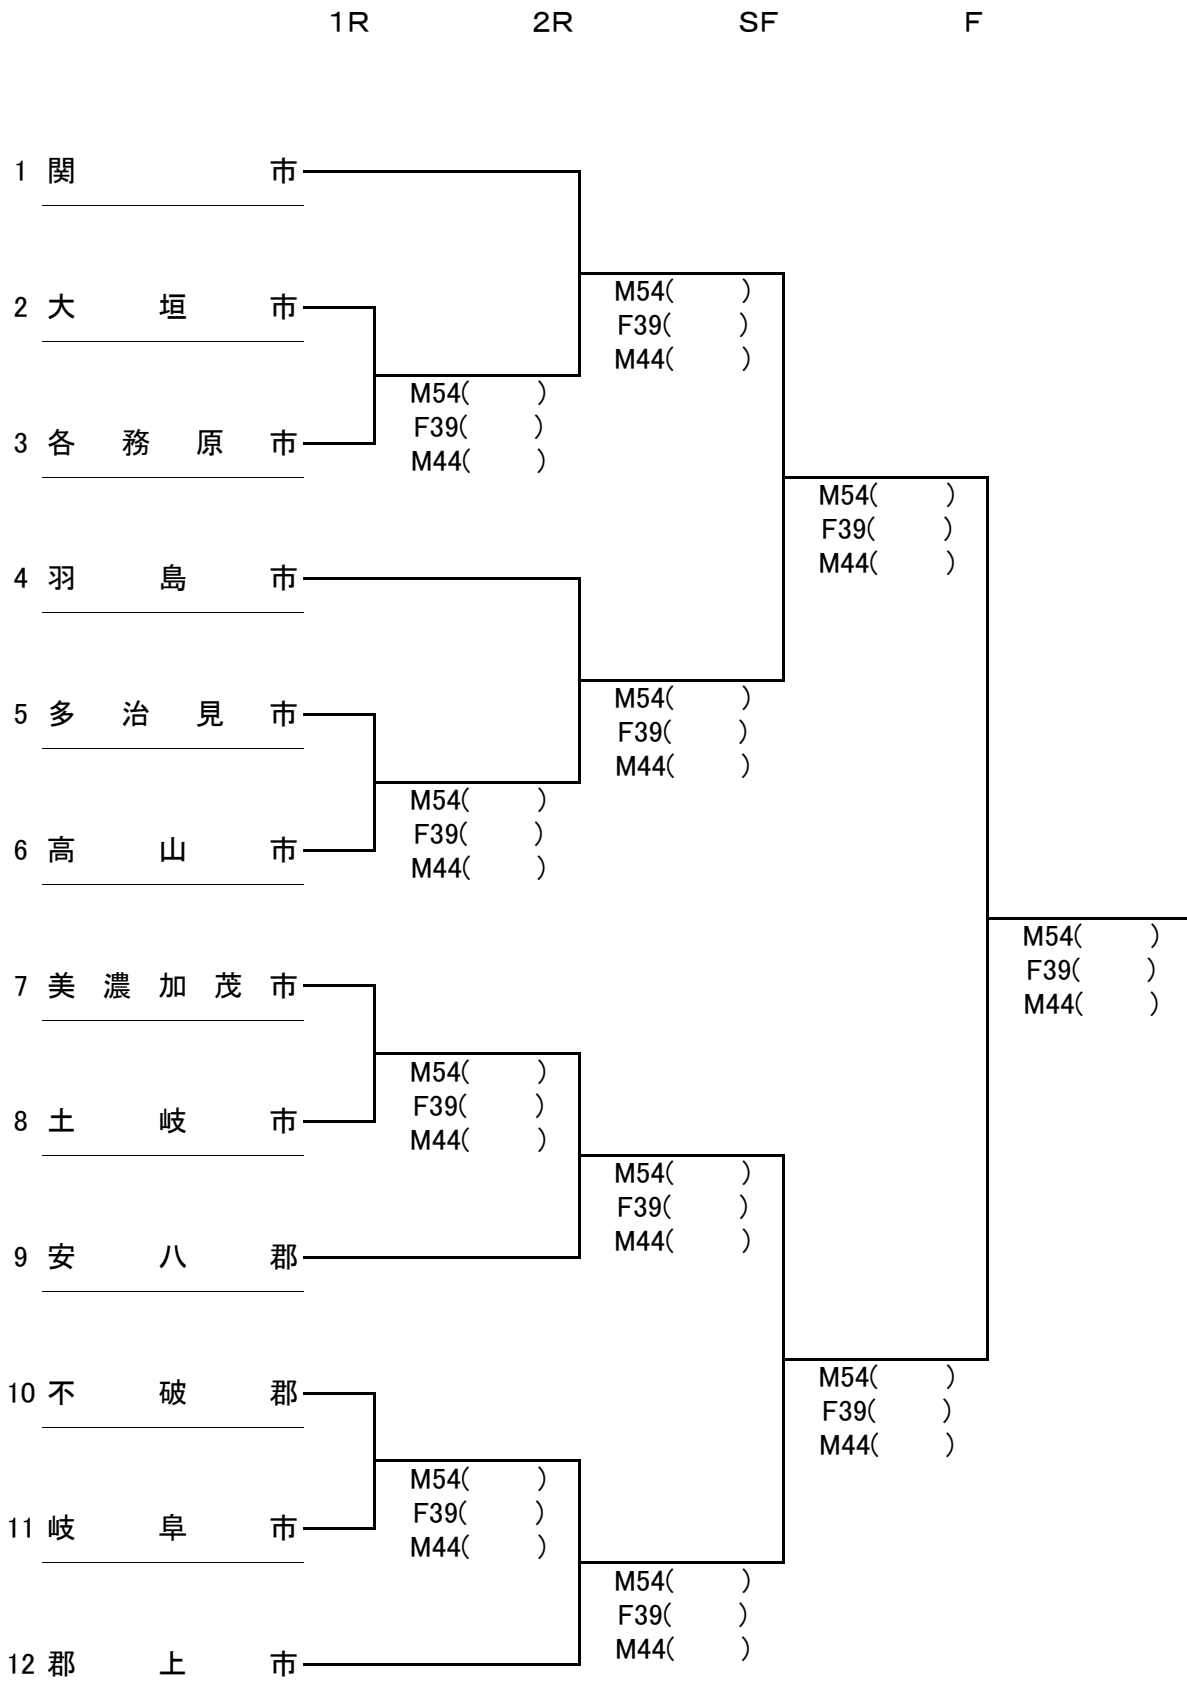 1R 2R SF F
1 関市
M54( )
2 大垣市
F39( )
M44( )
M54( )
F39( )
3 各務原市
M44( )
M54( )
F39( )
M44( )
4 羽島市
M54( )
5 多治見市
F39( )
M44( )
M54( )
F39( )
6 高山市
M44( )
M54( )
F39( )
7 美濃加茂市
M44( )
M54( )
F39( )
8 土岐市
M44( )
M54( )
F39( )
M44( )
9 安八郡
M54( )
10 不破郡
F39( )
M44( )
M54( )
F39( )
11 岐阜市
M44( )
M54( )
F39( )
M44( )
12 郡上市